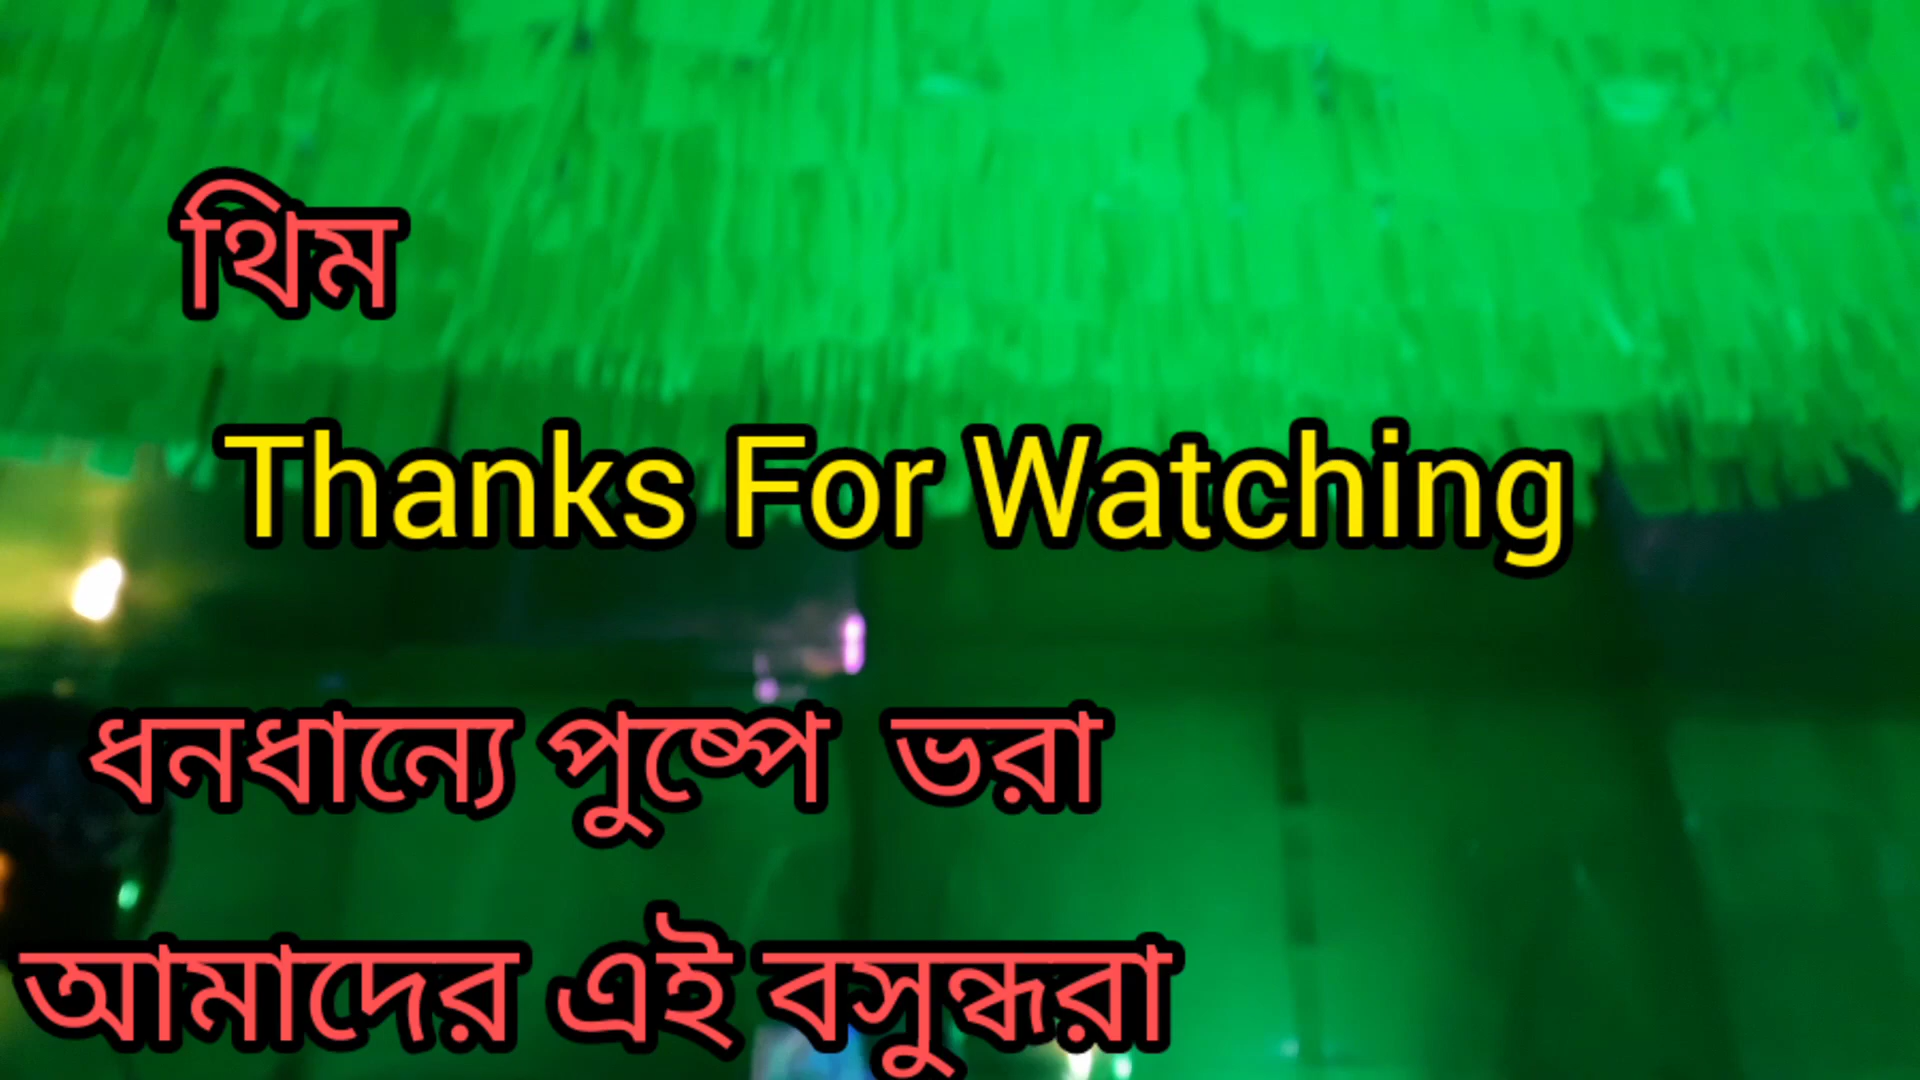 থিম
Thanks For Watching
ধনধান্যে পুষ্পে ভরা
আমাদের এই বসুন্ধরা